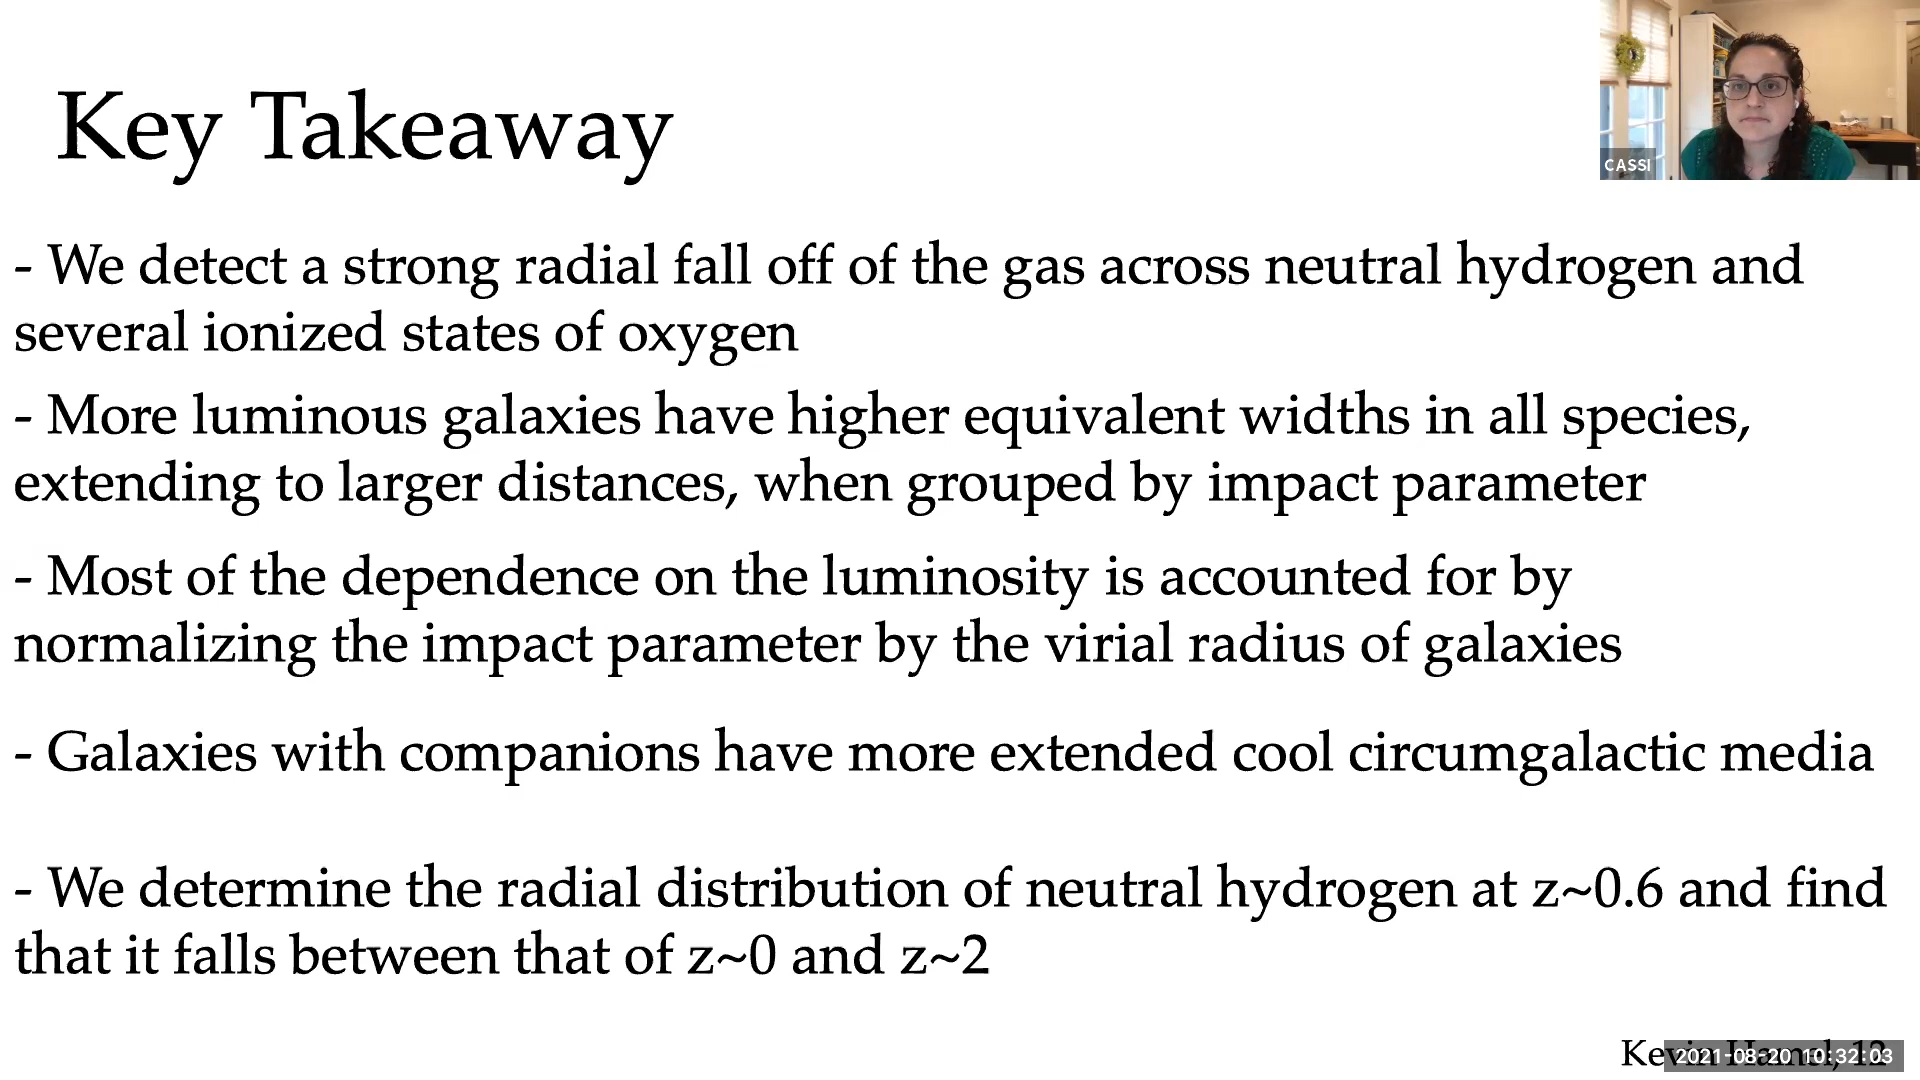 Key Takeaway
CASSI
- We detect a strong radial fall off of the gas across neutral hydrogen and
several ionized states of oxygen
- More luminous galaxies have higher equivalent widths in all species,
extending to larger distances, when grouped by impact parameter
- Most of the dependence on the luminosity is accounted for by
normalizing the impact parameter by the virial radius of galaxies
- Galaxies with companions have more extended cool circumgalactic media
- We determine the radial distribution of neutral hydrogen at z~0.6 and find
that it falls between that of z~0 and z~2
Kevin Hamel, 12
2021-08-20 10:32:03